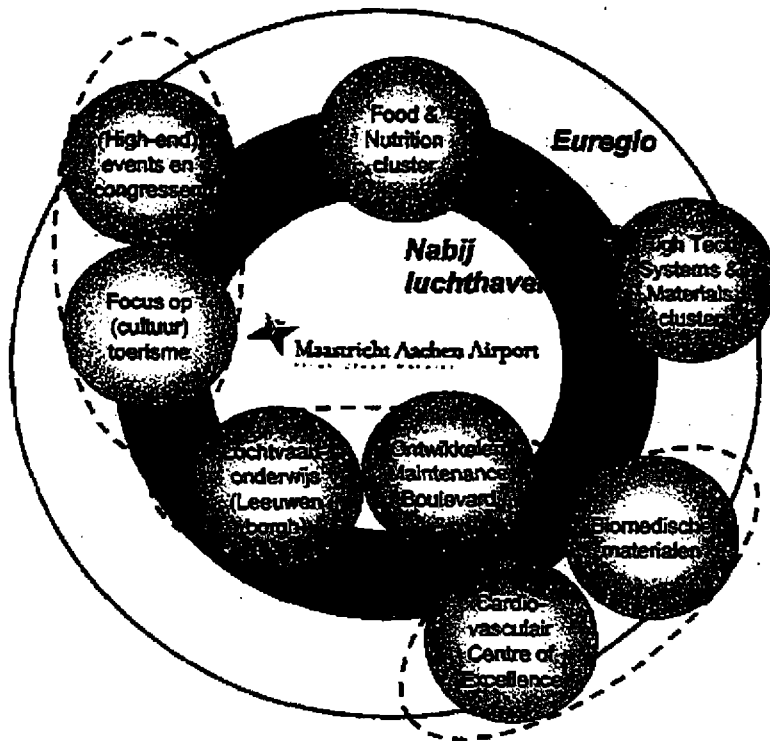 (High-end)
events en
congressen
Food &
Nutrition
cluster
Euregio
High Tech
Systems &
Materials
cluster
Nabij
luchthaven
Focus op
(cultuur)
toerisme
Maastricht Aachen Airport
Luchtvaart-
onderwijs
(Leeuwen
borgh)
Ontwikkelen
Maintenance
Boulevard
Biomedische
materialen
Cardio-
vasculair
Centre of
Excellence